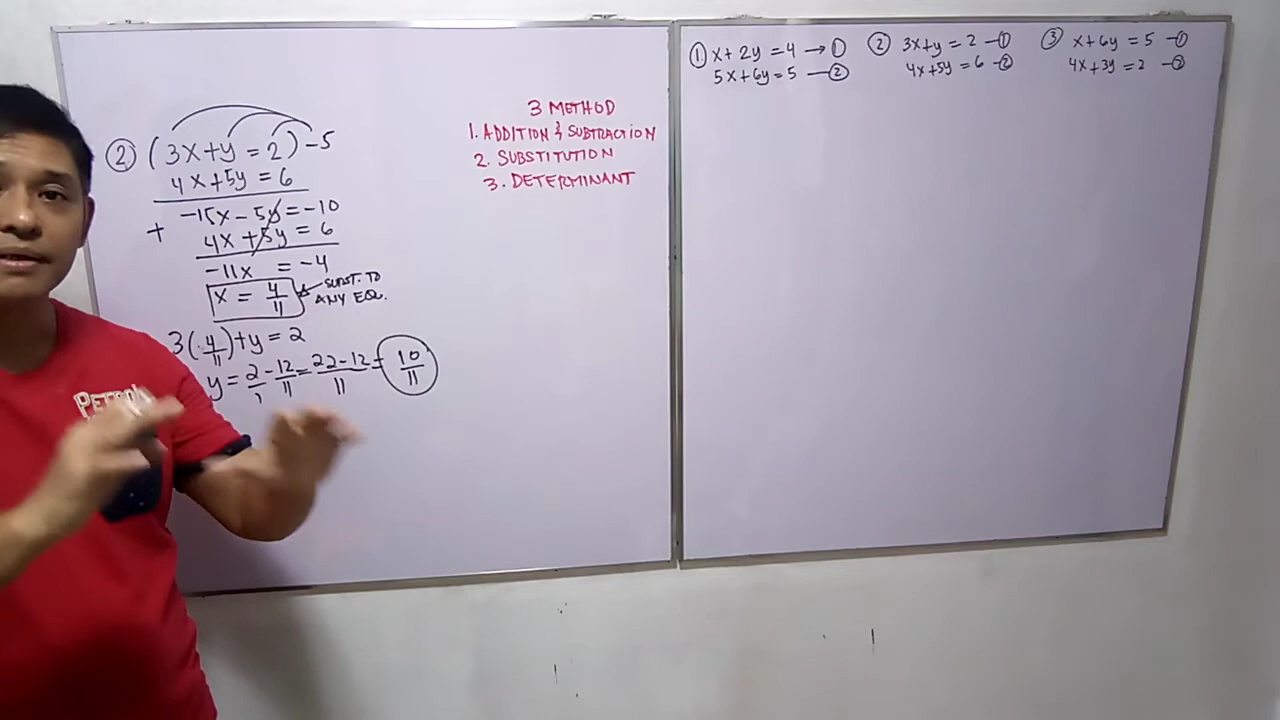 ② (3x+y = 2) -5
4x+5y = 6
-15x - 5y = -10
+ 4x + 5y = 6
-11x = -4
x = 4/11 SUBST. TO
ANY EQ.
3(4/11) + y = 2
y = 2/1 - 12/11 = 22-12/11 = 10/11
3 METHOD
1. ADDITION & SUBTRACTION
2. SUBSTITUTION
3. DETERMINANT
① x + 2y = 4 → ①
5x + 6y = 5 — ②
② 3x+y = 2 — ①
4x+5y = 6 — ②
③ x + 6y = 5 — ①
4x + 3y = 2 — ②